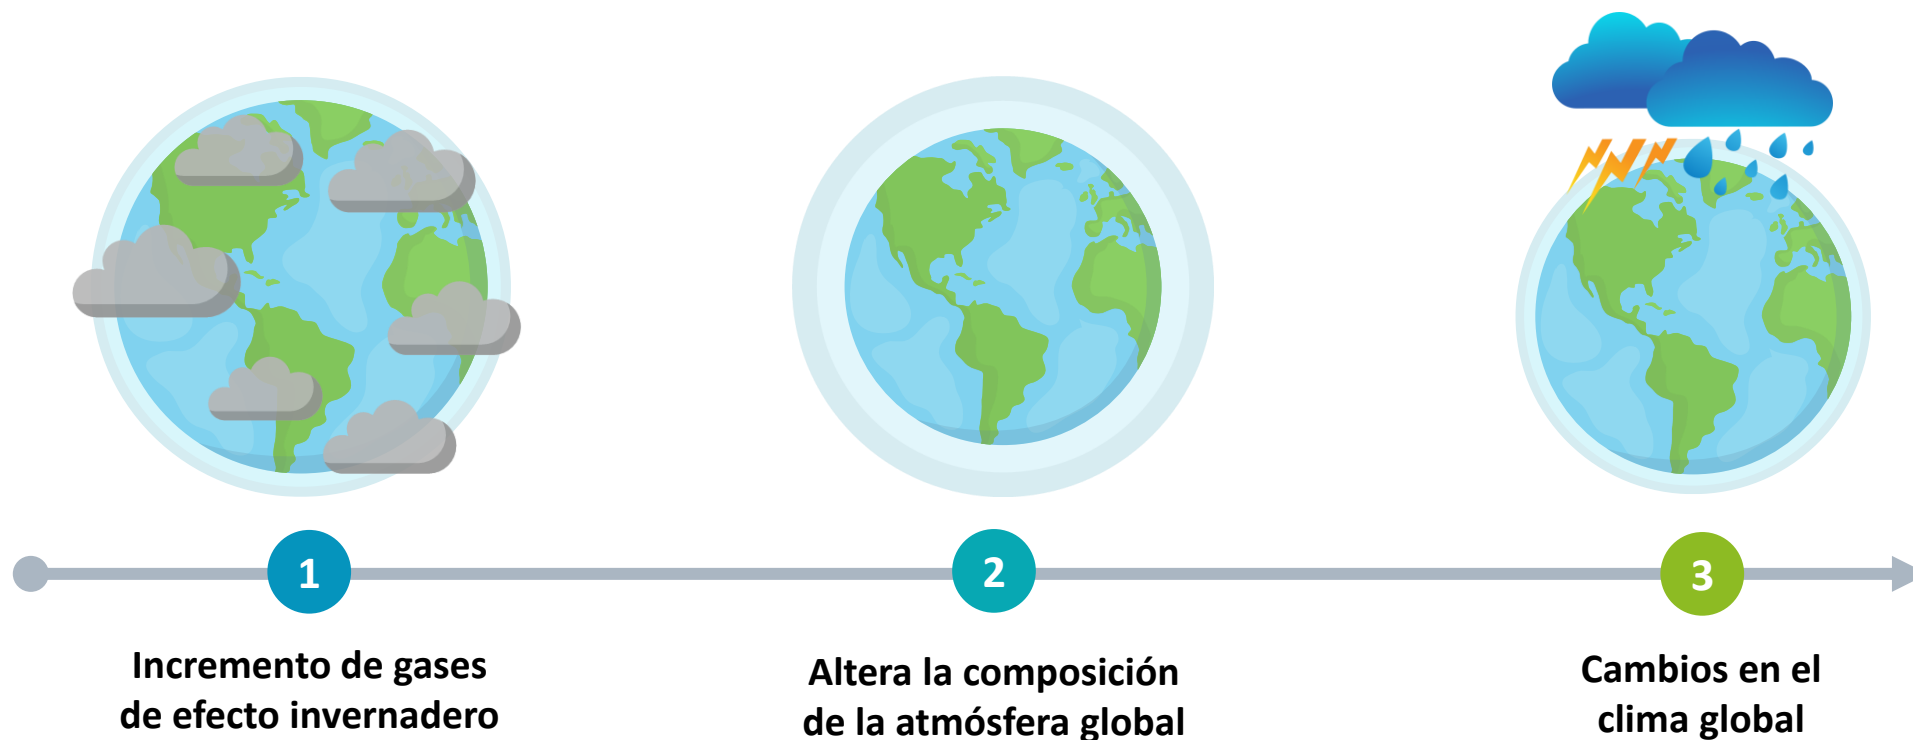 1
Incremento de gases
de efecto invernadero
2
Altera la composición
de la atmósfera global
3
Cambios en el
clima global